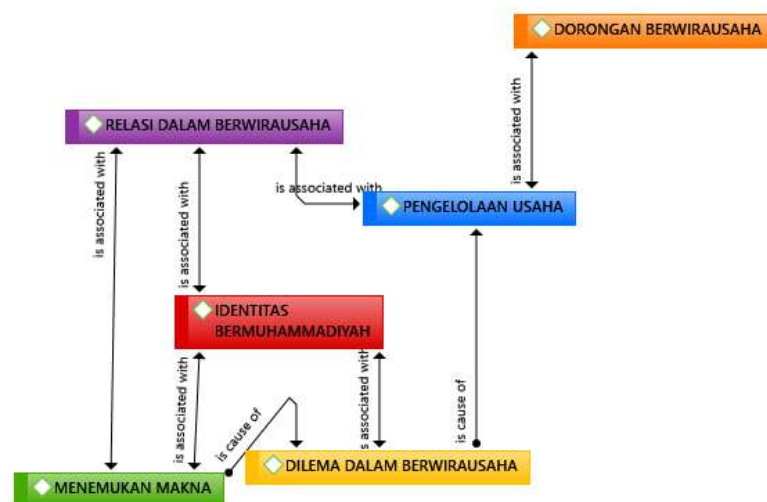 DORONGAN BERWIRAUSAHA
is associated with
RELASI DALAM BERWIRAUSAHA
is associated with
is associated with
is associated with
PENGELOLAAN USAHA
IDENTITAS
BERMUHAMMADIYAH
is associated with
is associated with
is cause of
is cause of
DILEMA DALAM BERWIRAUSAHA
MENEMUKAN MAKNA